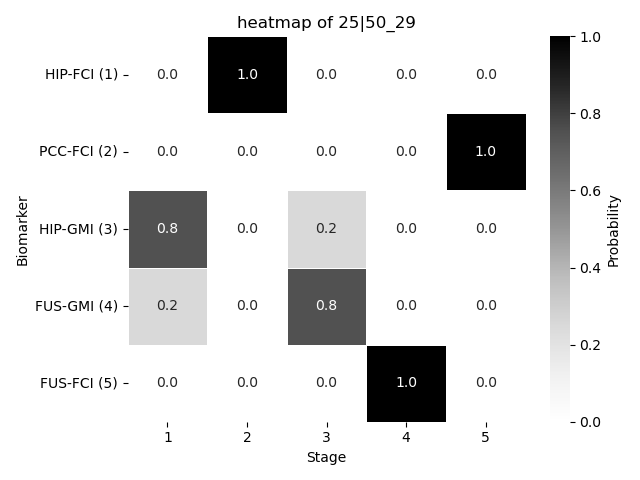 heatmap of 25|50_29
HIP-FCI (1) 0.0 1.0 0.0 0.0 0.0
PCC-FCI (2) 0.0 0.0 0.0 0.0 1.0
HIP-GMI (3) 0.8 0.0 0.2 0.0 0.0
FUS-GMI (4) 0.2 0.0 0.8 0.0 0.0
FUS-FCI (5) 0.0 0.0 0.0 1.0 0.0
1 2 3 4 5
Stage
Biomarker
1.0
0.8
0.6
0.4
0.2
0.0
Probability